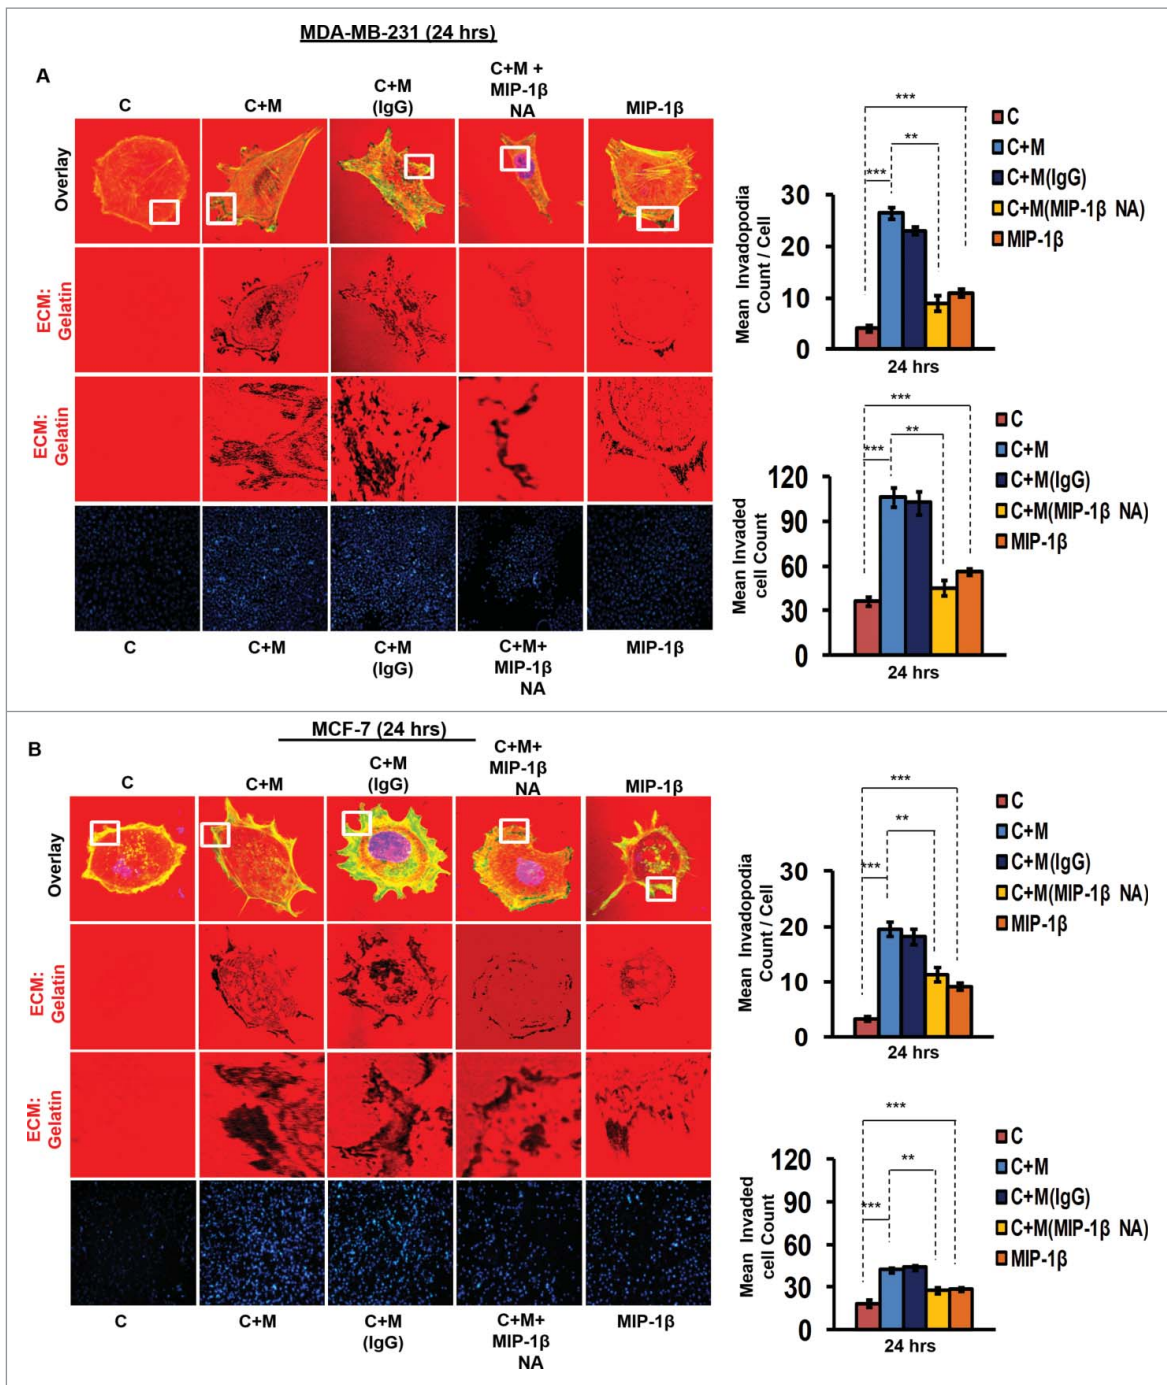 MDA-MB-231 (24 hrs)
A
C
C+M
C+M
(IgG)
C+M +
MIP-1β
NA
MIP-1β
Overlay
ECM:
Gelatin
ECM:
Gelatin
C
C+M
C+M
(IgG)
C+M+
MIP-1β
NA
MIP-1β
***
**
***
C
C+M
C+M(IgG)
C+M(MIP-1β NA)
MIP-1β
Mean Invadopodia
Count / Cell
30
20
10
0
24 hrs
***
**
***
C
C+M
C+M(IgG)
C+M(MIP-1β NA)
MIP-1β
Mean Invaded
cell Count
120
90
60
30
0
24 hrs
B
MCF-7 (24 hrs)
C
C+M
C+M
(IgG)
C+M+
MIP-1β
NA
MIP-1β
Overlay
ECM:
Gelatin
ECM:
Gelatin
C
C+M
C+M
(IgG)
C+M+
MIP-1β
NA
MIP-1β
***
**
***
C
C+M
C+M(IgG)
C+M(MIP-1β NA)
MIP-1β
Mean Invadopodia
Count / Cell
30
20
10
0
24 hrs
***
**
***
C
C+M
C+M(IgG)
C+M(MIP-1β NA)
MIP-1β
Mean Invaded
cell Count
120
90
60
30
0
24 hrs